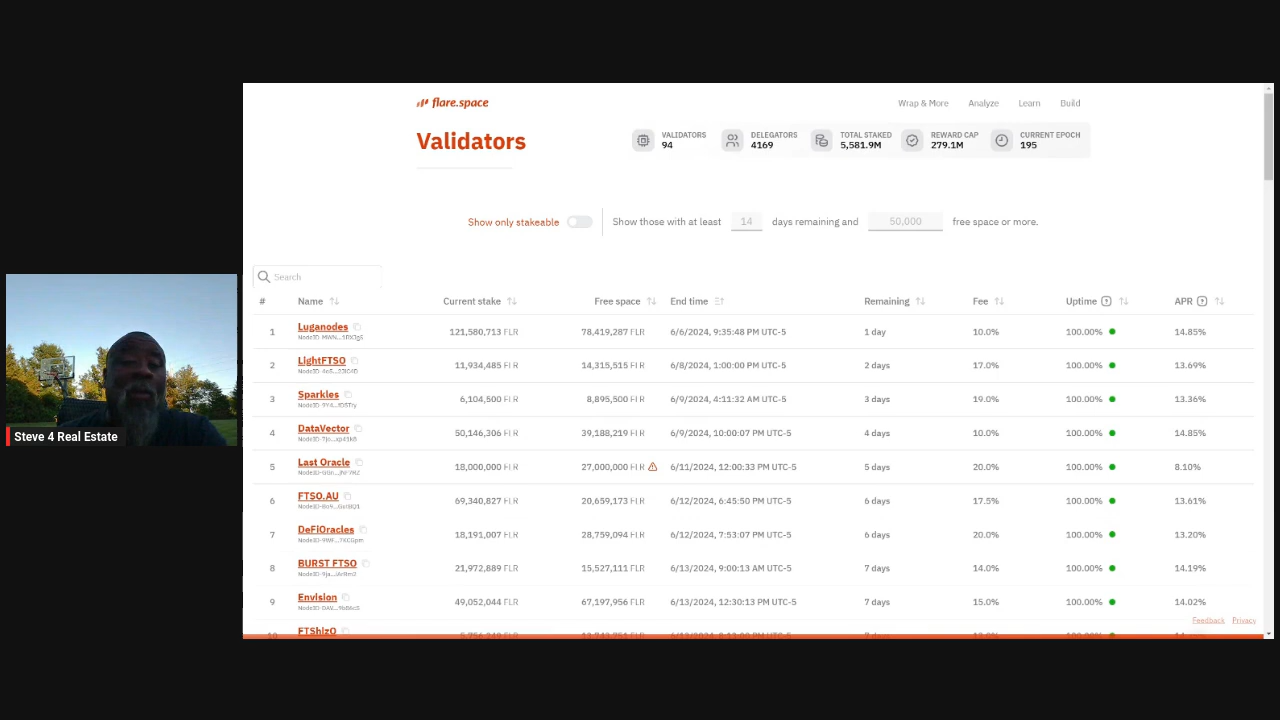 flare.space
Wrap & More Analyze Learn Build
Validators
VALIDATORS 94
DELEGATORS 4169
TOTAL STAKED 5,581.9M
REWARD CAP 279.1M
CURRENT EPOCH 195
Show only stakeable Show those with at least 14 days remaining and 50,000 free space or more.
Search
# Name Current stake Free space End time Remaining Fee Uptime APR
1 Luganodes 121,580,713 FLR 78,419,287 FLR 6/6/2024, 9:35:48 PM UTC-5 1 day 10.0% 100.00% 14.85%
2 LightFTSO 11,934,485 FLR 14,315,515 FLR 6/8/2024, 1:00:00 PM UTC-5 2 days 17.0% 100.00% 13.69%
3 Sparkles 6,104,500 FLR 8,895,500 FLR 6/9/2024, 4:11:32 AM UTC-5 3 days 19.0% 100.00% 13.36%
4 DataVector 50,146,306 FLR 39,188,219 FLR 6/9/2024, 10:00:07 PM UTC-5 4 days 10.0% 100.00% 14.85%
5 Last Oracle 18,000,000 FLR 27,000,000 FLR 6/11/2024, 12:00:33 PM UTC-5 5 days 20.0% 100.00% 8.10%
6 FTSO.AU 69,340,827 FLR 20,659,173 FLR 6/12/2024, 6:45:50 PM UTC-5 6 days 17.5% 100.00% 13.61%
7 DeFiOracles 18,191,007 FLR 28,759,094 FLR 6/12/2024, 7:53:07 PM UTC-5 6 days 20.0% 100.00% 13.20%
8 BURST FTSO 21,972,889 FLR 15,527,111 FLR 6/13/2024, 9:00:13 AM UTC-5 7 days 14.0% 100.00% 14.19%
9 Envision 49,052,044 FLR 67,197,956 FLR 6/13/2024, 12:30:13 PM UTC-5 7 days 15.0% 100.00% 14.02%
Feedback Privacy
FTShizO
Steve 4 Real Estate